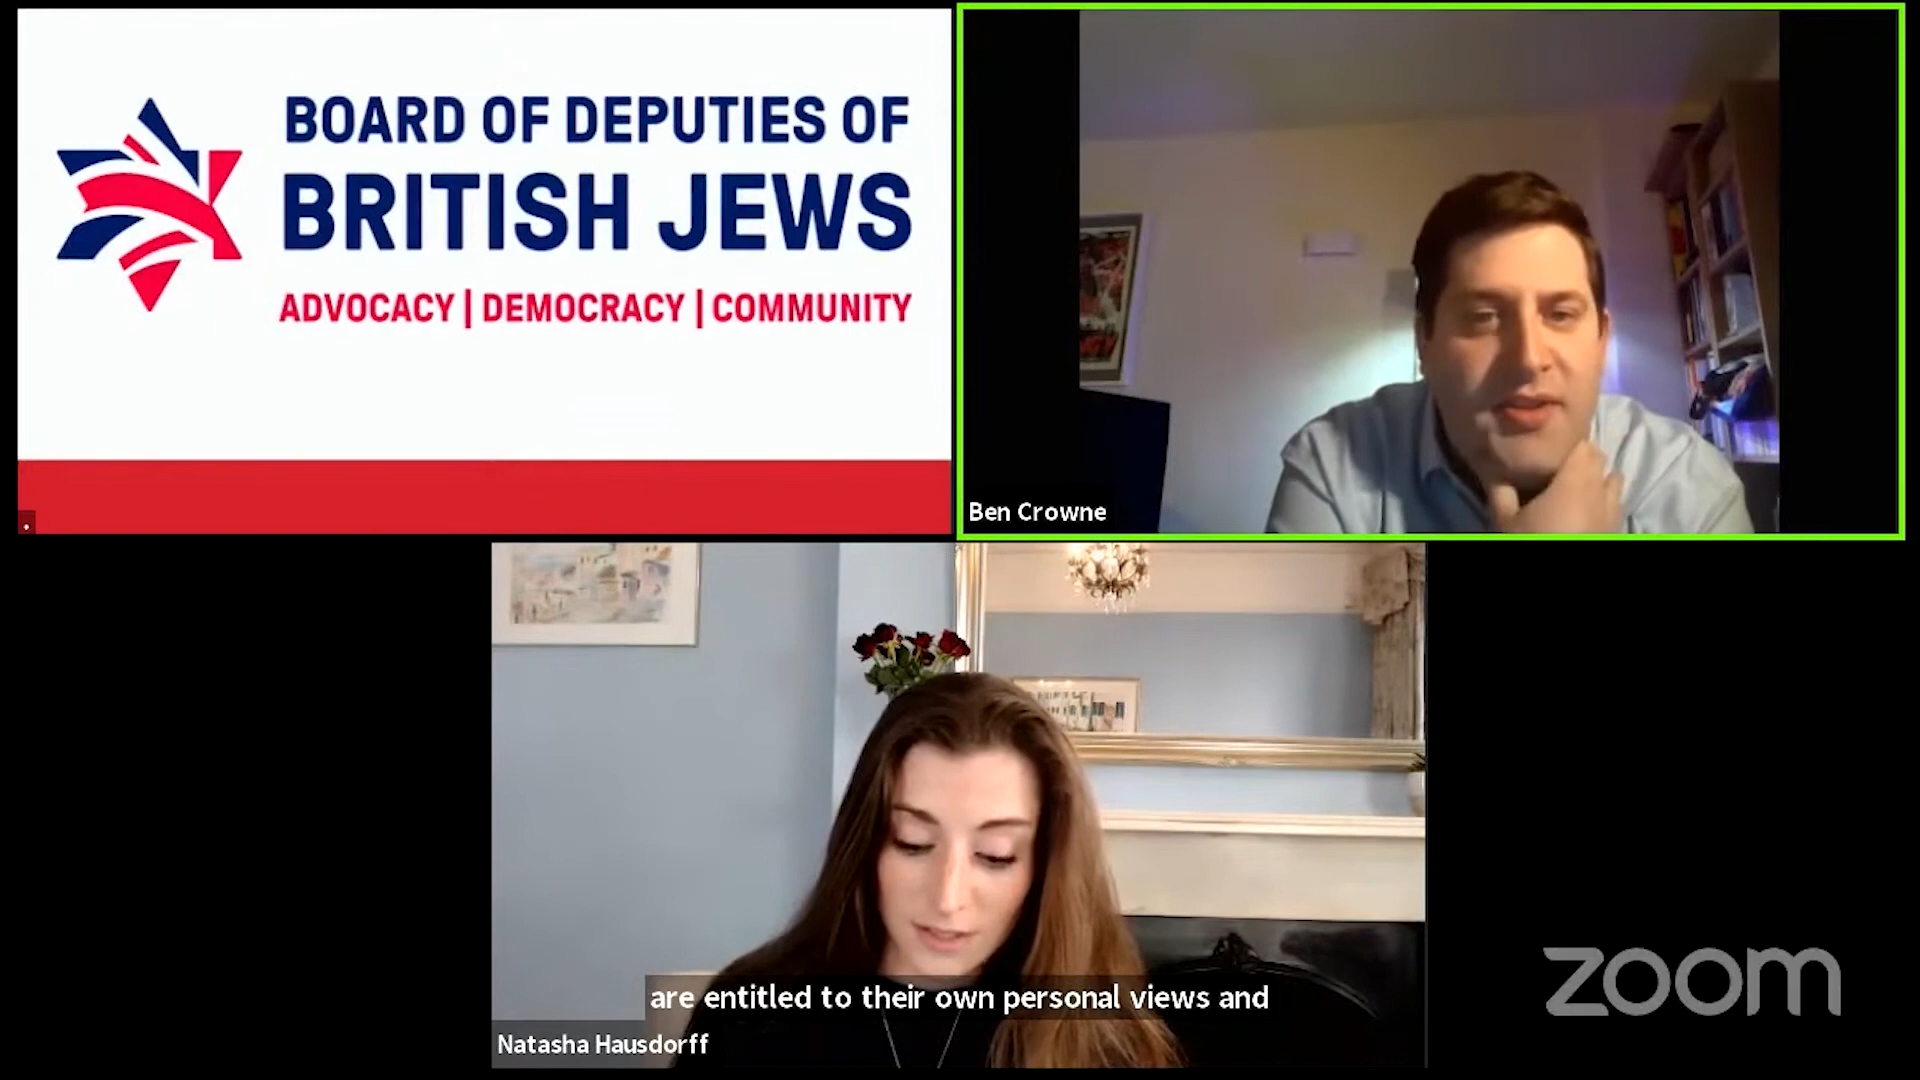 BOARD OF DEPUTIES OF
BRITISH JEWS
ADVOCACY | DEMOCRACY | COMMUNITY
Ben Crowne
are entitled to their own personal views and
Natasha Hausdorff
zoom